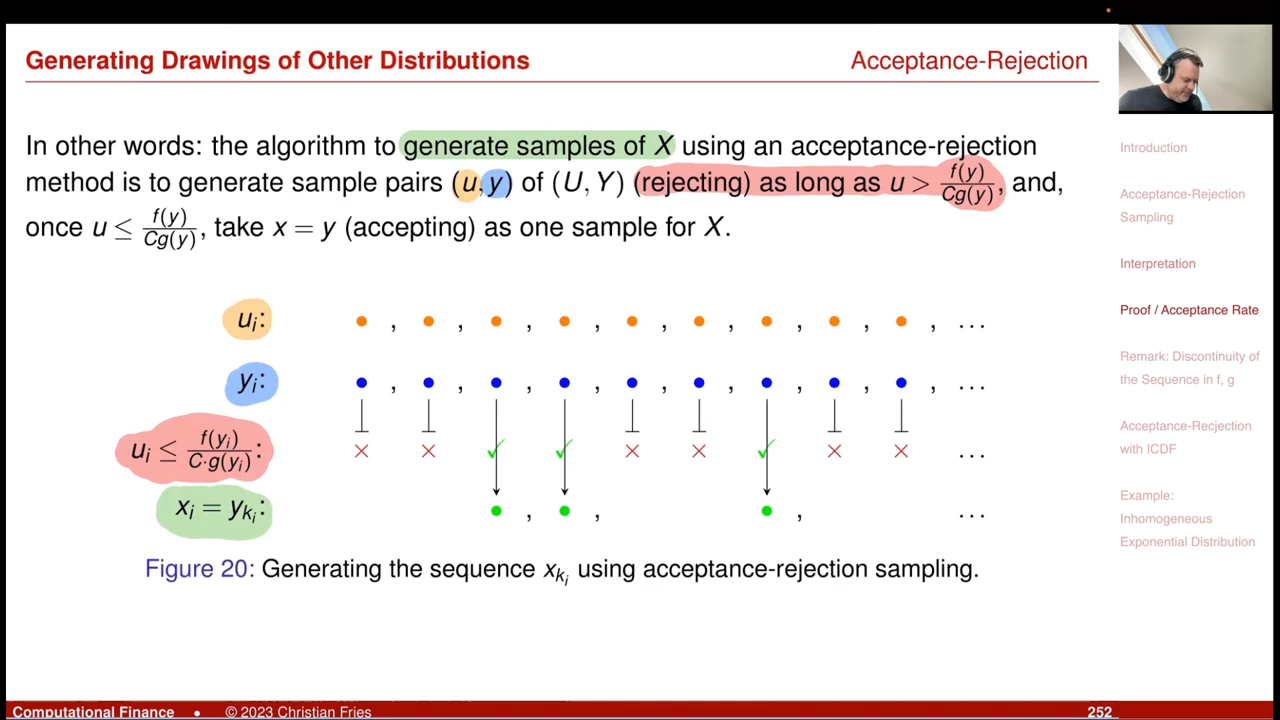 Generating Drawings of Other Distributions Acceptance-Rejection
In other words: the algorithm to generate samples of X using an acceptance-rejection
method is to generate sample pairs (u,y) of (U, Y) (rejecting) as long as u > f(y)/Cg(y), and,
once u ≤ f(y)/Cg(y), take x = y (accepting) as one sample for X.
u_i: , , , , , , , , , ...
y_i: , , , , , , , , , ...
u_i ≤ f(y_i)/C·g(y_i): × × ✓ ✓ × × ✓ × × ...
x_i = y_{k_i}: , , , ...
Figure 20: Generating the sequence x_{k_i} using acceptance-rejection sampling.
Introduction
Acceptance-Rejection
Sampling
Interpretation
Proof / Acceptance Rate
Remark: Discontinuity of
the Sequence in f, g
Acceptance-Recjection
with ICDF
Example:
Inhomogeneous
Exponential Distribution
Computational Finance • © 2023 Christian Fries 252